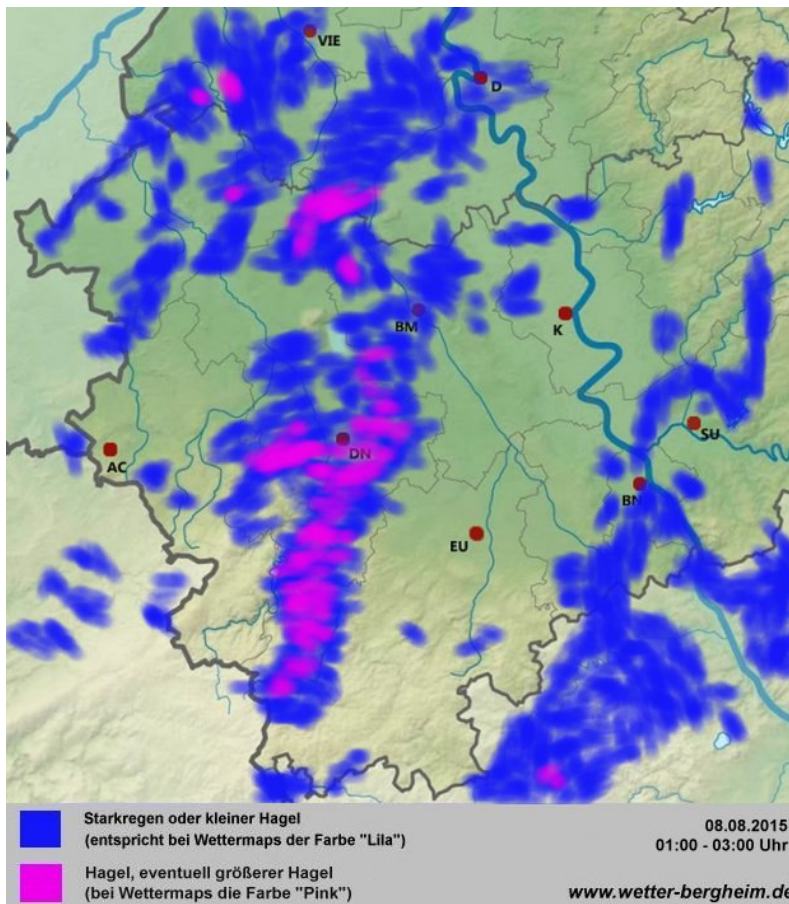 VIE
D
BM
K
DN
AC
SU
BN
EU
Starkregen oder kleiner Hagel
(entspricht bei Wettermaps der Farbe "Lila")
08.08.2015
01:00 - 03:00 Uhr
Hagel, eventuell größerer Hagel
(bei Wettermaps die Farbe "Pink")
www.wetter-bergheim.de